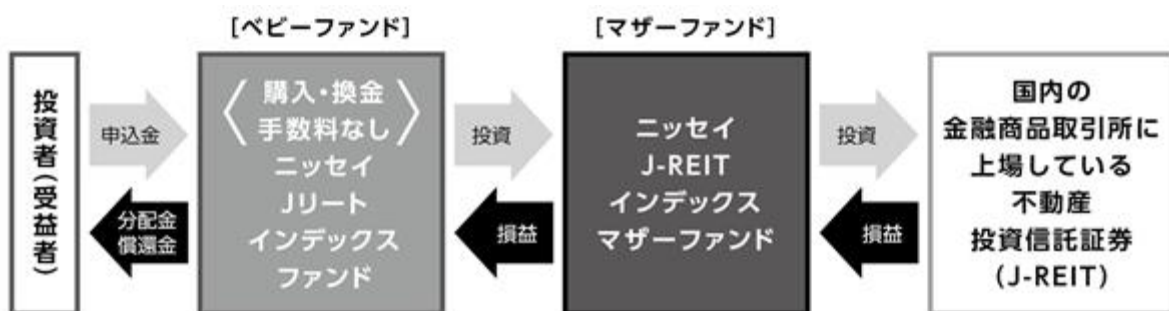 [ベビーファンド]
[マザーファンド]
投資者(受益者)
申込金
分配金
償還金
〈購入・換金
手数料なし〉
ニッセイ
Jリート
インデックス
ファンド
投資
損益
ニッセイ
J-REIT
インデックス
マザーファンド
投資
損益
国内の
金融商品取引所に
上場している
不動産
投資信託証券
(J-REIT)